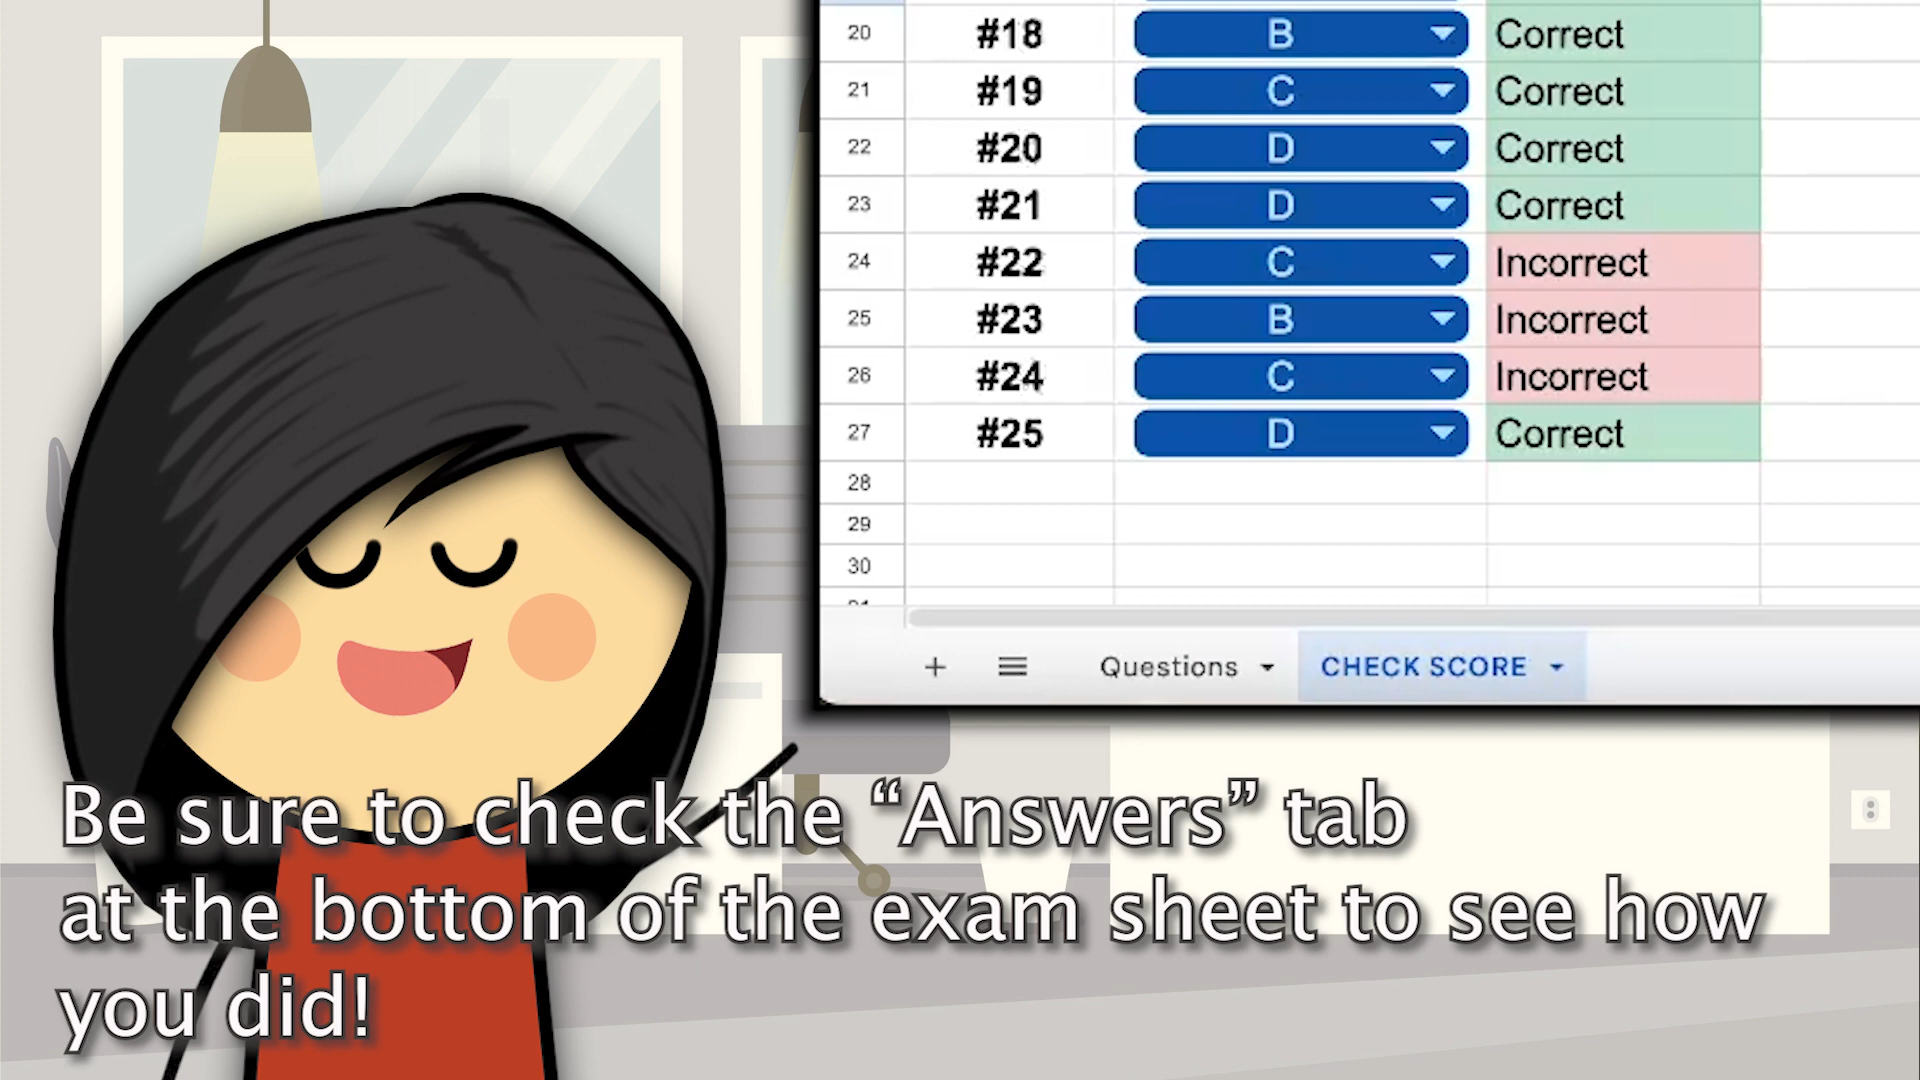 20 #18 B Correct
21 #19 C Correct
22 #20 D Correct
23 #21 D Correct
24 #22 C Incorrect
25 #23 B Incorrect
26 #24 C Incorrect
27 #25 D Correct
28
29
30
+ Questions CHECK SCORE
Be sure to check the “Answers” tab
at the bottom of the exam sheet to see how
you did!